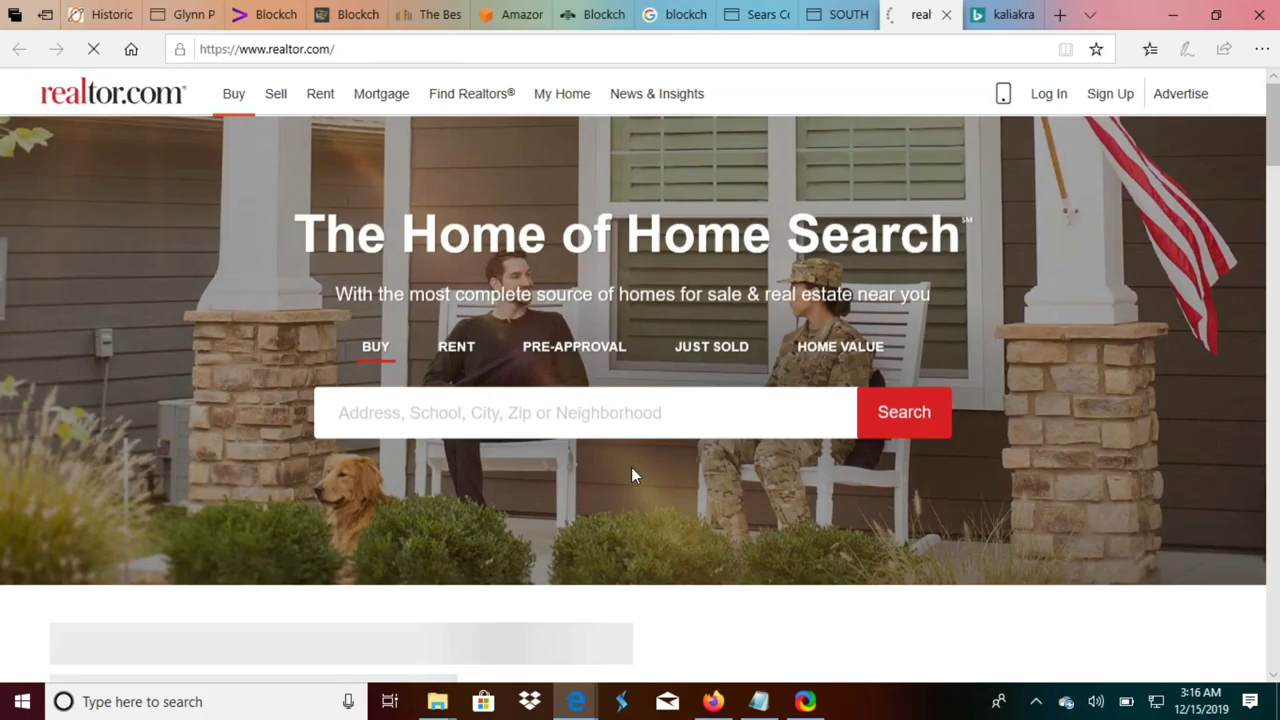 Historic
Glynn P
Blockch
Blockch
The Bes
Amazor
Blockch
blockch
Sears Co
SOUTH
real
kaliakra
https://www.realtor.com/
realtor.com®
Buy
Sell
Rent
Mortgage
Find Realtors®
My Home
News & Insights
Log In
Sign Up
Advertise
The Home of Home Search℠
With the most complete source of homes for sale & real estate near you
BUY
RENT
PRE-APPROVAL
JUST SOLD
HOME VALUE
Address, School, City, Zip or Neighborhood
Search
Type here to search
3:16 AM
12/15/2019